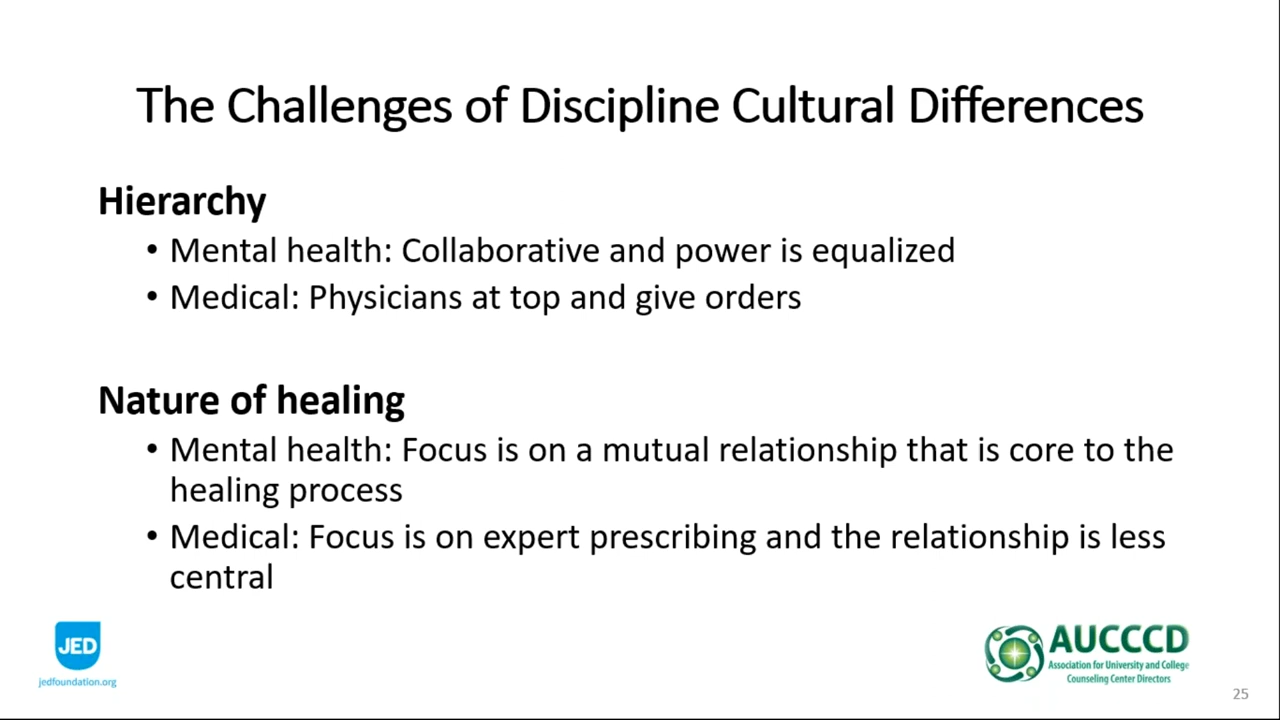 The Challenges of Discipline Cultural Differences
Hierarchy
• Mental health: Collaborative and power is equalized
• Medical: Physicians at top and give orders
Nature of healing
• Mental health: Focus is on a mutual relationship that is core to the
healing process
• Medical: Focus is on expert prescribing and the relationship is less
central
JED
jedfoundation.org
AUCCCD
Association for University and College
Counseling Center Directors
25